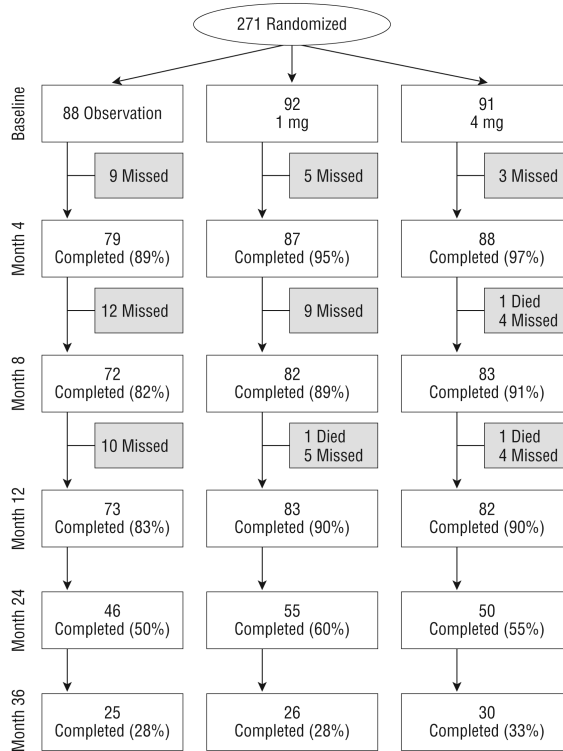 271 Randomized
Baseline
88 Observation
92
1 mg
91
4 mg
9 Missed
5 Missed
3 Missed
Month 4
79
Completed (89%)
87
Completed (95%)
88
Completed (97%)
12 Missed
9 Missed
1 Died
4 Missed
Month 8
72
Completed (82%)
82
Completed (89%)
83
Completed (91%)
10 Missed
1 Died
5 Missed
1 Died
4 Missed
Month 12
73
Completed (83%)
83
Completed (90%)
82
Completed (90%)
Month 24
46
Completed (50%)
55
Completed (60%)
50
Completed (55%)
Month 36
25
Completed (28%)
26
Completed (28%)
30
Completed (33%)